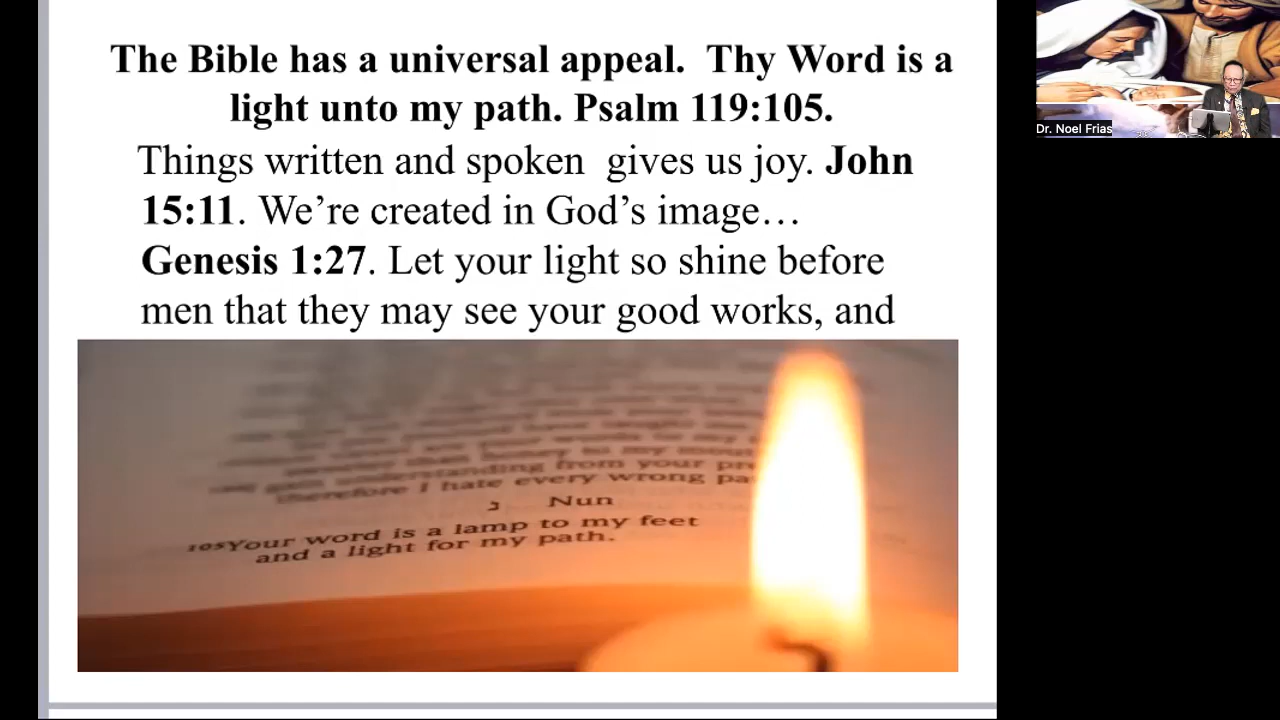 The Bible has a universal appeal.  Thy Word is a
light unto my path. Psalm 119:105.
Things written and spoken  gives us joy. John
15:11. We’re created in God’s image…
Genesis 1:27. Let your light so shine before
men that they may see your good works, and
understanding from your
therefore I hate every wrong
נ Nun
105Your word is a lamp to my feet
and a light for my path.
Dr. Noel Frias